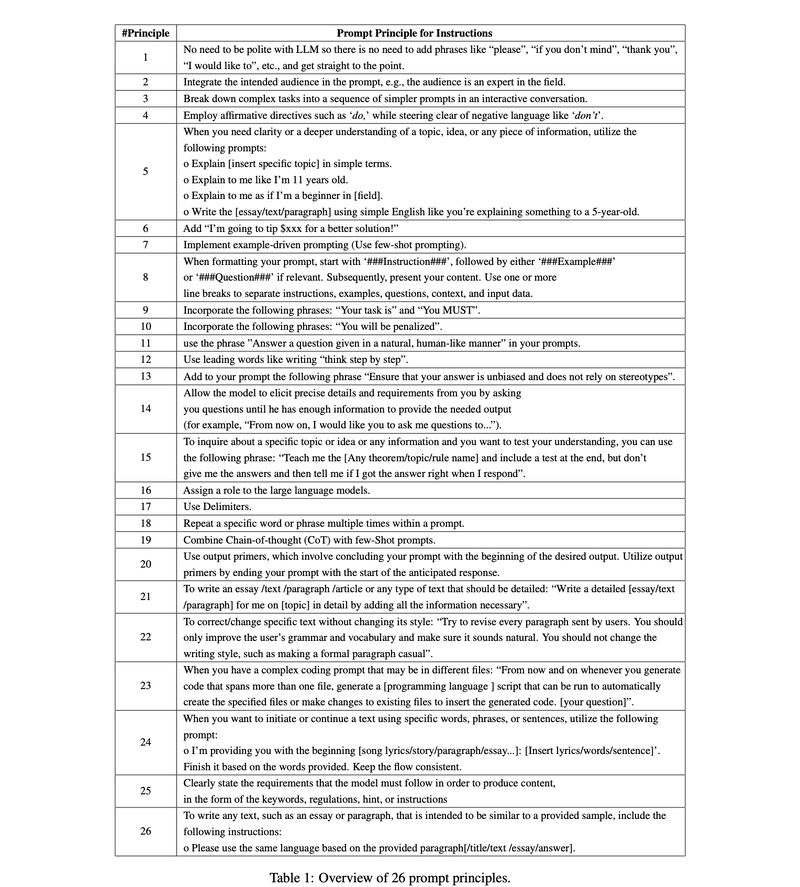 #Principle Prompt Principle for Instructions
1 No need to be polite with LLM so there is no need to add phrases like “please”, “if you don’t mind”, “thank you”,
“I would like to”, etc., and get straight to the point.
2 Integrate the intended audience in the prompt, e.g., the audience is an expert in the field.
3 Break down complex tasks into a sequence of simpler prompts in an interactive conversation.
4 Employ affirmative directives such as ‘do,’ while steering clear of negative language like ‘don’t’.
5 When you need clarity or a deeper understanding of a topic, idea, or any piece of information, utilize the
following prompts:
o Explain [insert specific topic] in simple terms.
o Explain to me like I’m 11 years old.
o Explain to me as if I’m a beginner in [field].
o Write the [essay/text/paragraph] using simple English like you’re explaining something to a 5-year-old.
6 Add “I’m going to tip $xxx for a better solution!”
7 Implement example-driven prompting (Use few-shot prompting).
8 When formatting your prompt, start with ‘###Instruction###’, followed by either ‘###Example###’
or ‘###Question###’ if relevant. Subsequently, present your content. Use one or more
line breaks to separate instructions, examples, questions, context, and input data.
9 Incorporate the following phrases: “Your task is” and “You MUST”.
10 Incorporate the following phrases: “You will be penalized”.
11 use the phrase ”Answer a question given in a natural, human-like manner” in your prompts.
12 Use leading words like writing “think step by step”.
13 Add to your prompt the following phrase “Ensure that your answer is unbiased and does not rely on stereotypes”.
14 Allow the model to elicit precise details and requirements from you by asking
you questions until he has enough information to provide the needed output
(for example, “From now on, I would like you to ask me questions to...”).
15 To inquire about a specific topic or idea or any information and you want to test your understanding, you can use
the following phrase: “Teach me the [Any theorem/topic/rule name] and include a test at the end, but don’t
give me the answers and then tell me if I got the answer right when I respond”.
16 Assign a role to the large language models.
17 Use Delimiters.
18 Repeat a specific word or phrase multiple times within a prompt.
19 Combine Chain-of-thought (CoT) with few-Shot prompts.
20 Use output primers, which involve concluding your prompt with the beginning of the desired output. Utilize output
primers by ending your prompt with the start of the anticipated response.
21 To write an essay /text /paragraph /article or any type of text that should be detailed: “Write a detailed [essay/text
/paragraph] for me on [topic] in detail by adding all the information necessary”.
22 To correct/change specific text without changing its style: “Try to revise every paragraph sent by users. You should
only improve the user’s grammar and vocabulary and make sure it sounds natural. You should not change the
writing style, such as making a formal paragraph casual”.
23 When you have a complex coding prompt that may be in different files: “From now and on whenever you generate
code that spans more than one file, generate a [programming language ] script that can be run to automatically
create the specified files or make changes to existing files to insert the generated code. [your question]”.
24 When you want to initiate or continue a text using specific words, phrases, or sentences, utilize the following
prompt:
o I’m providing you with the beginning [song lyrics/story/paragraph/essay...]: [Insert lyrics/words/sentence]’.
Finish it based on the words provided. Keep the flow consistent.
25 Clearly state the requirements that the model must follow in order to produce content,
in the form of the keywords, regulations, hint, or instructions
26 To write any text, such as an essay or paragraph, that is intended to be similar to a provided sample, include the
following instructions:
o Please use the same language based on the provided paragraph[/title/text /essay/answer].
Table 1: Overview of 26 prompt principles.